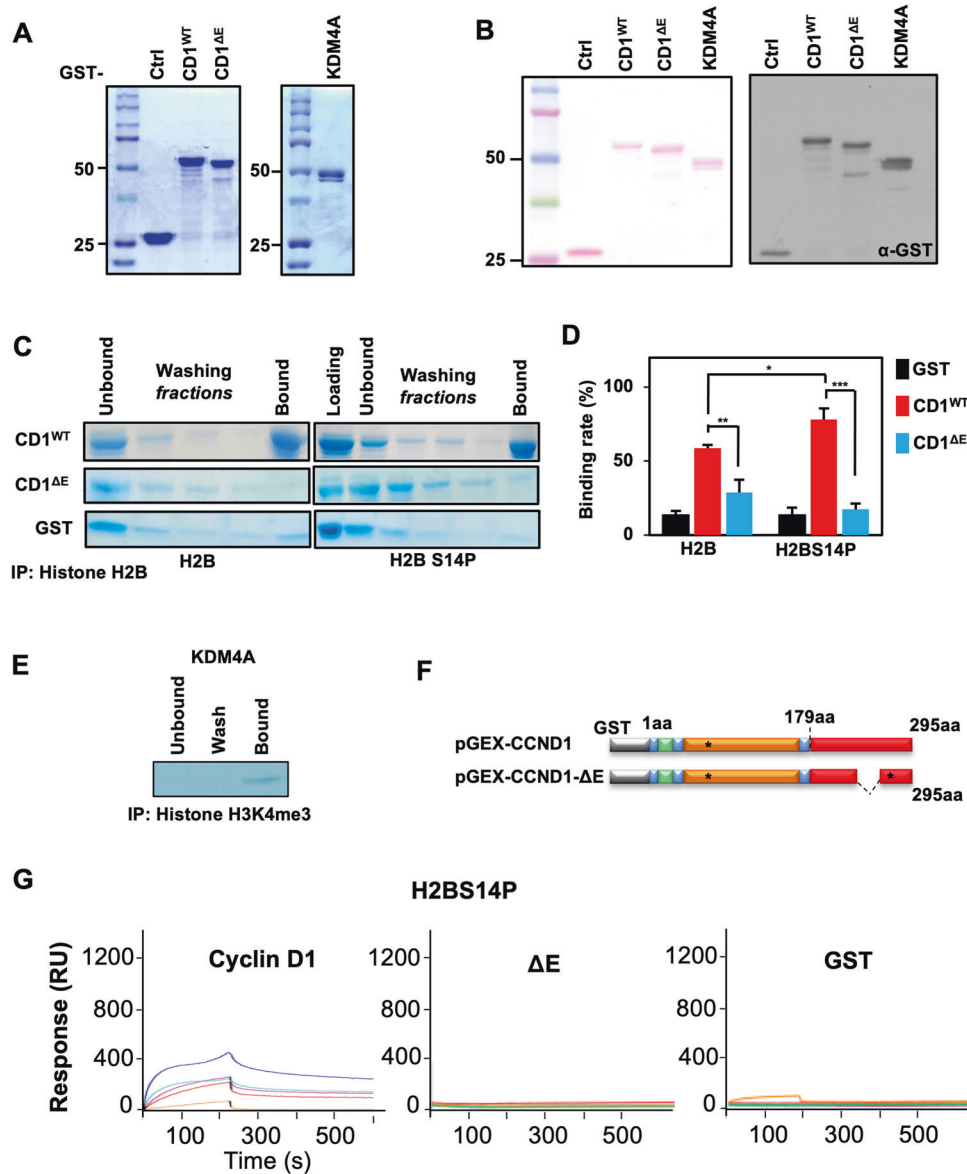 A
GST-
Ctrl
CD1WT
CD1ΔE
KDM4A
50
25
50
25
B
Ctrl
CD1WT
CD1ΔE
KDM4A
Ctrl
CD1WT
CD1ΔE
KDM4A
50
25
α-GST
C
Unbound
Washing
fractions
Bound
Loading
Unbound
Washing
fractions
Bound
CD1WT
CD1ΔE
GST
H2B
H2B S14P
IP: Histone H2B
D
Binding rate (%)
100
50
0
*
**
***
H2B
H2BS14P
GST
CD1WT
CD1ΔE
E
KDM4A
Unbound
Wash
Bound
IP: Histone H3K4me3
F
GST
1aa
179aa
295aa
pGEX-CCND1
*
pGEX-CCND1-ΔE
*
*
295aa
G
H2BS14P
Response (RU)
Cyclin D1
1200
800
400
0
100
300
500
Time (s)
ΔE
1200
800
400
0
100
300
500
GST
1200
800
400
0
100
300
500